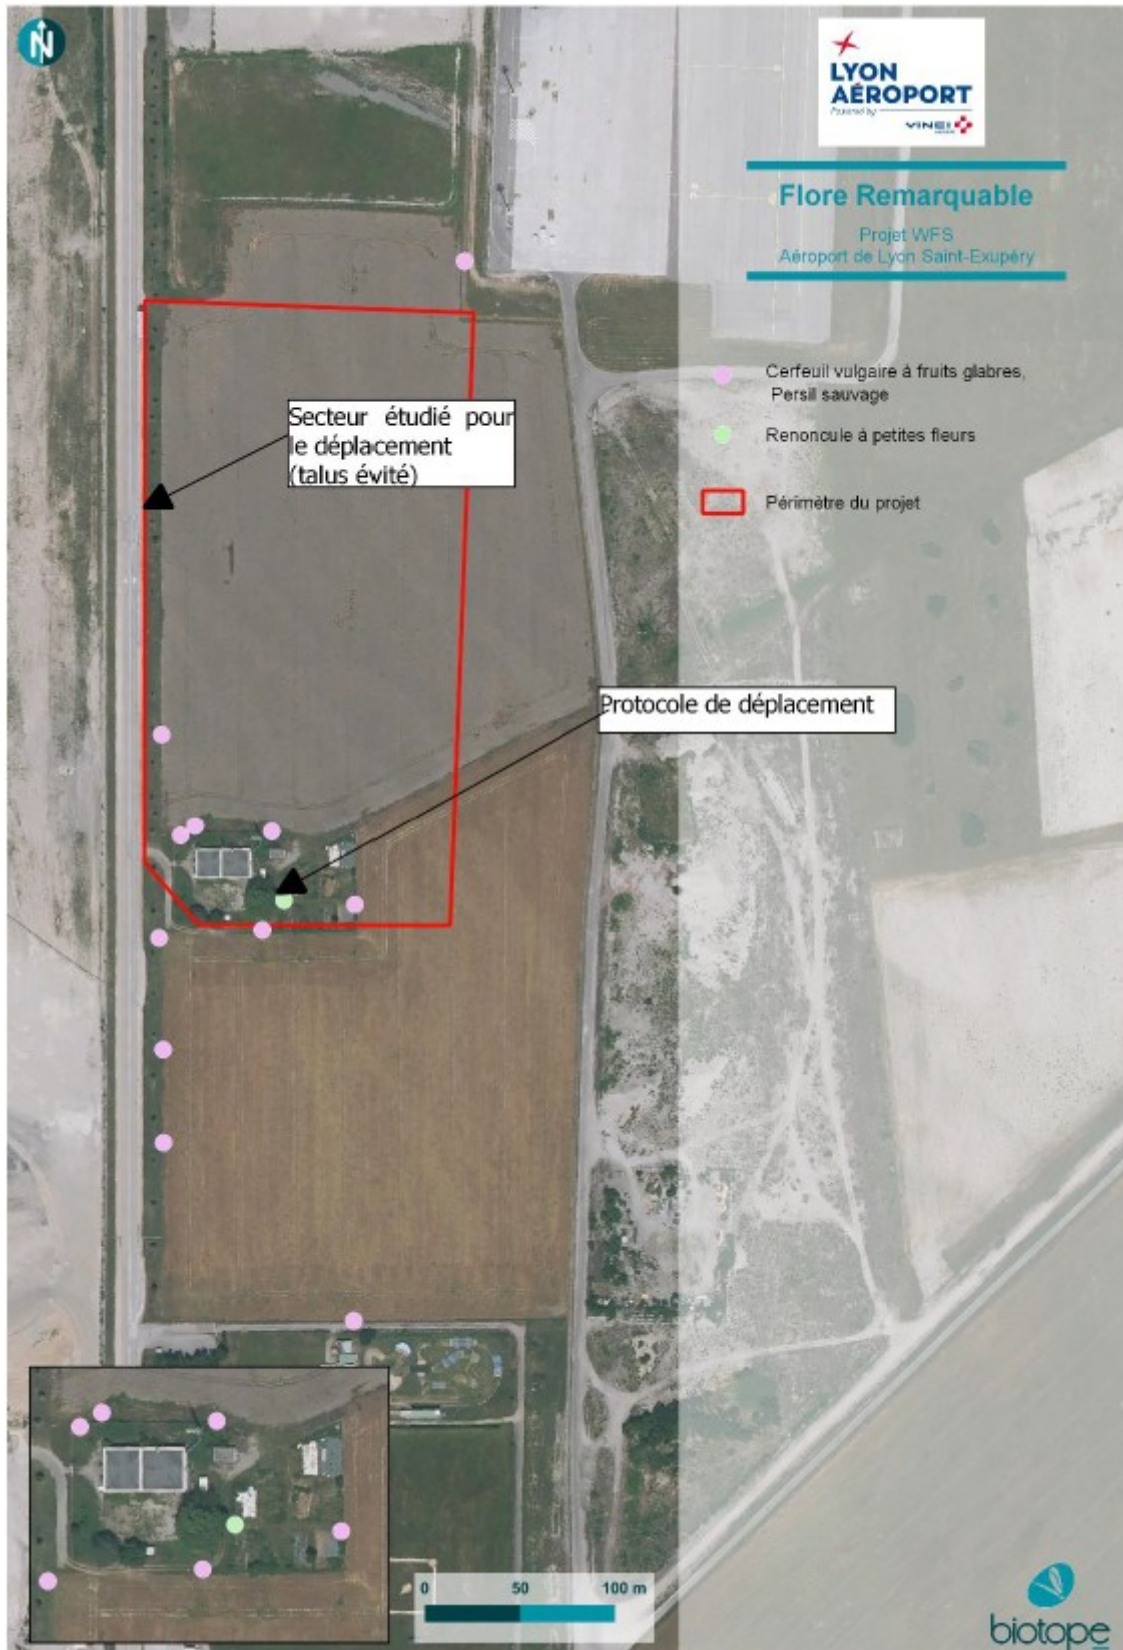 N
LYON
AÉROPORT
Powered by
VINCI
Flore Remarquable
Projet WFS
Aéroport de Lyon Saint-Exupéry
Cerfeuil vulgaire à fruits glabres,
Persil sauvage
Renoncule à petites fleurs
Périmètre du projet
Secteur étudié pour
le déplacement
(talus évité)
Protocole de déplacement
0 50 100 m
biotope